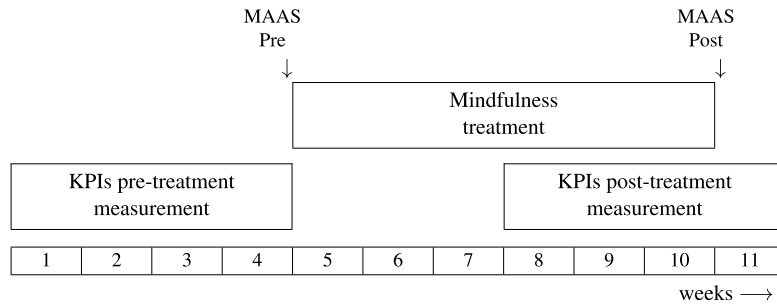 MAAS
Pre
MAAS
Post
Mindfulness
treatment
KPIs pre-treatment
measurement
KPIs post-treatment
measurement
1 2 3 4 5 6 7 8 9 10 11
weeks →